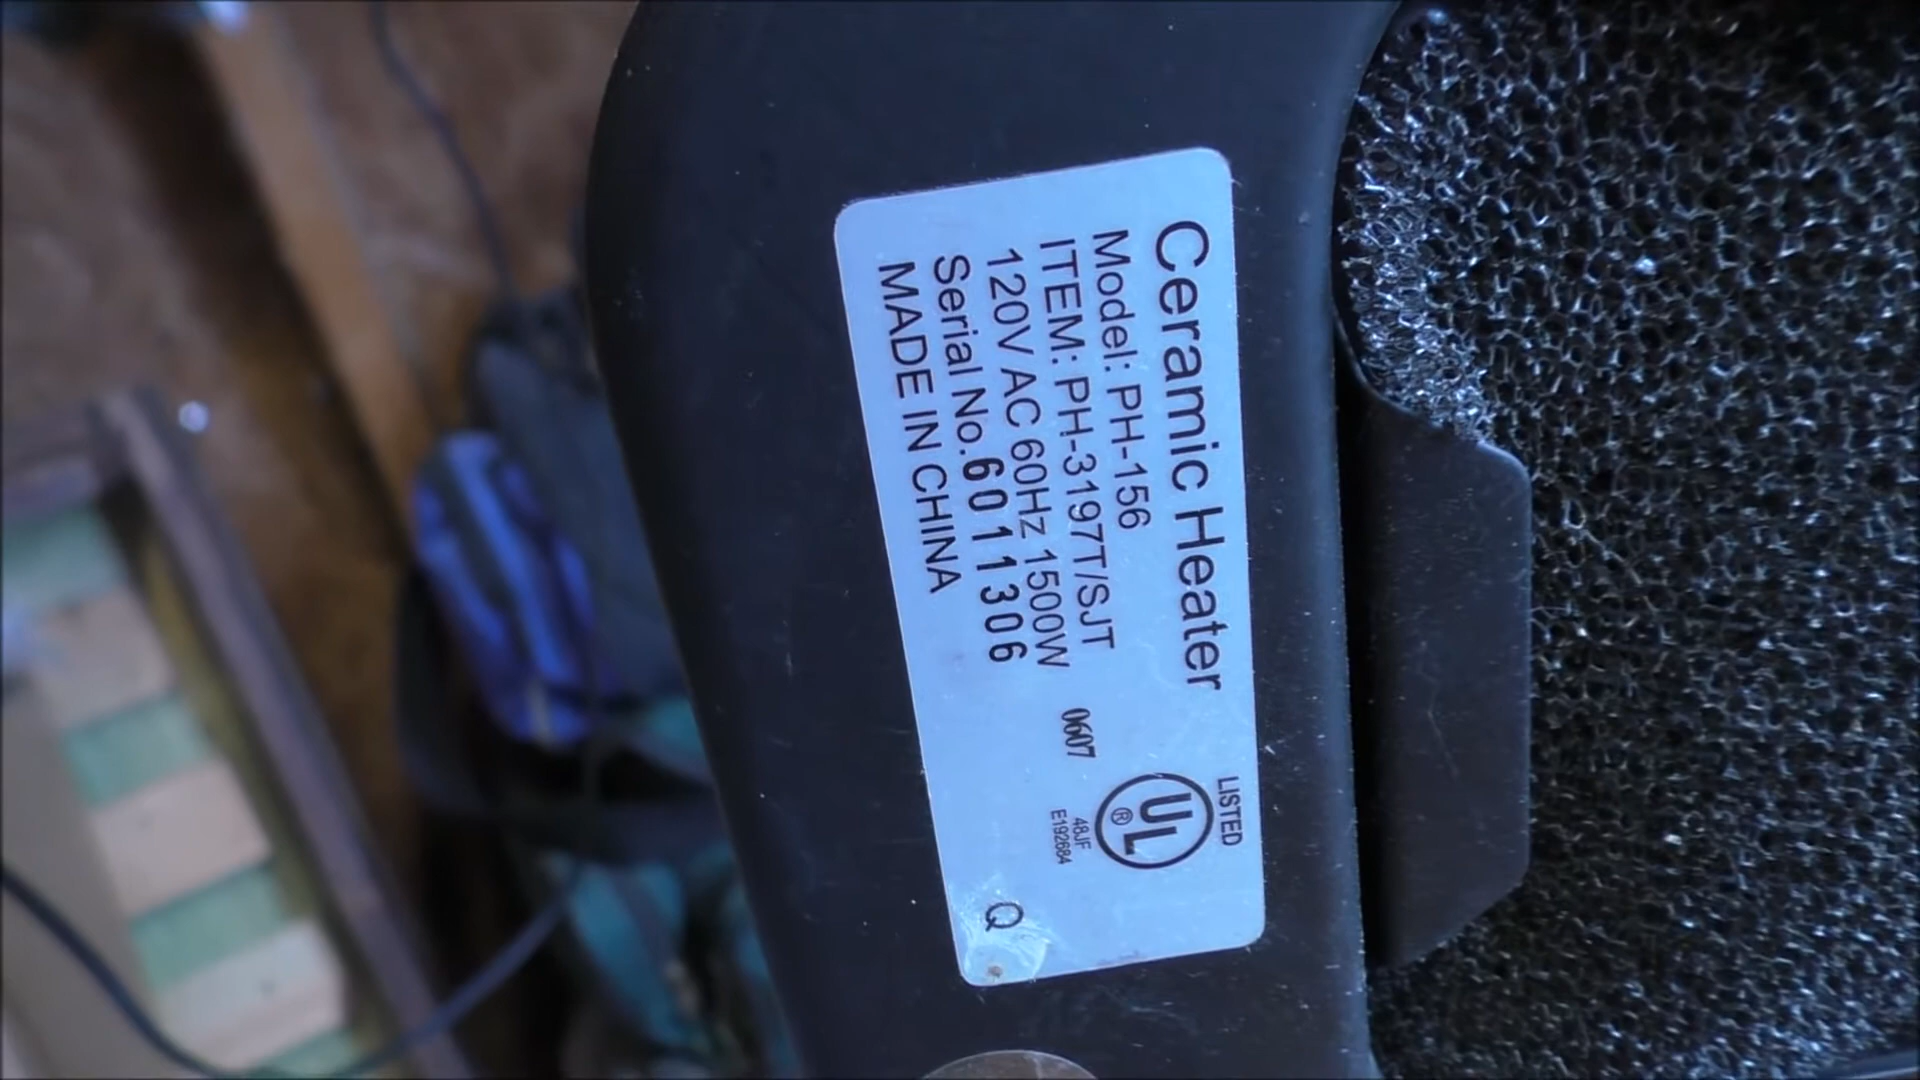 Ceramic Heater
Model: PH-156
ITEM: PH-3197T/SJT
120V AC 60Hz 1500W
Serial No.6011306
MADE IN CHINA
0607
LISTED
UL
®
48JF
E192684
Q